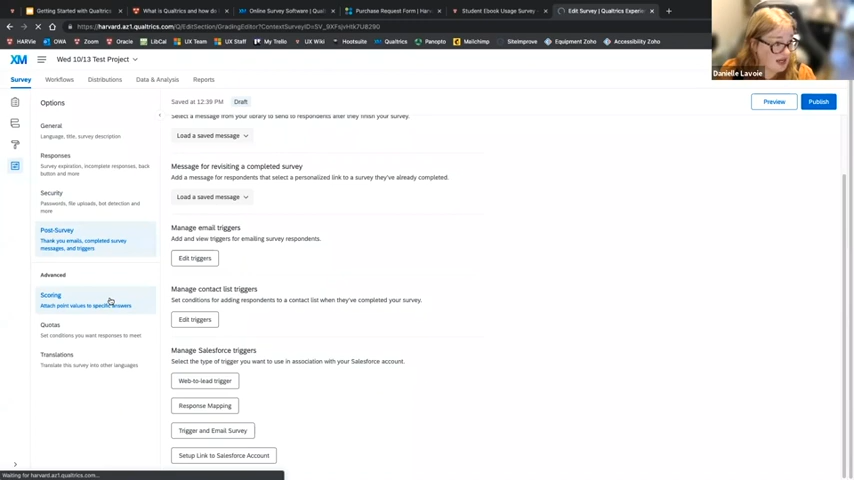 Getting Started with Qualtrics
What is Qualtrics and how do
Online Survey Software | Qualt
Purchase Request Form | Har
Student Ebook Usage Survey
Edit Survey | Qualtrics Experien
https://harvard.az1.qualtrics.com/Q/EditSection/GradingEditor?ContextSurveyID=SV_9XFsjvHtk7U8290
HARVie
OWA
Zoom
Oracle
LibCal
UX Team
UX Staff
My Trello
UX Wiki
Hootsuite
Qualtrics
Panopto
Mailchimp
SiteImprove
Equipment Zoho
Accessibility Zoho
XM
Wed 10/13 Test Project
Danielle Lavoie
Survey
Workflows
Distributions
Data & Analysis
Reports
Options
Saved at 12:39 PM
Draft
Preview
Publish
General
Language, title, survey description
Responses
Survey expiration, incomplete responses, back
button and more
Security
Passwords, file uploads, bot detection and
more
Post-Survey
Thank you emails, completed survey
messages, and triggers
Advanced
Scoring
Attach point values to specific answers
Quotas
Set conditions you want responses to meet
Translations
Translate this survey into other languages
Select a message from your library to send to respondents after they finish your survey.
Load a saved message
Message for revisiting a completed survey
Add a message for respondents that select a personalized link to a survey they've already completed.
Load a saved message
Manage email triggers
Add and view triggers for emailing survey respondents.
Edit triggers
Manage contact list triggers
Set conditions for adding respondents to a contact list when they've completed your survey.
Edit triggers
Manage Salesforce triggers
Select the type of trigger you want to use in association with your Salesforce account.
Web-to-lead trigger
Response Mapping
Trigger and Email Survey
Setup Link to Salesforce Account
Waiting for harvard.az1.qualtrics.com...